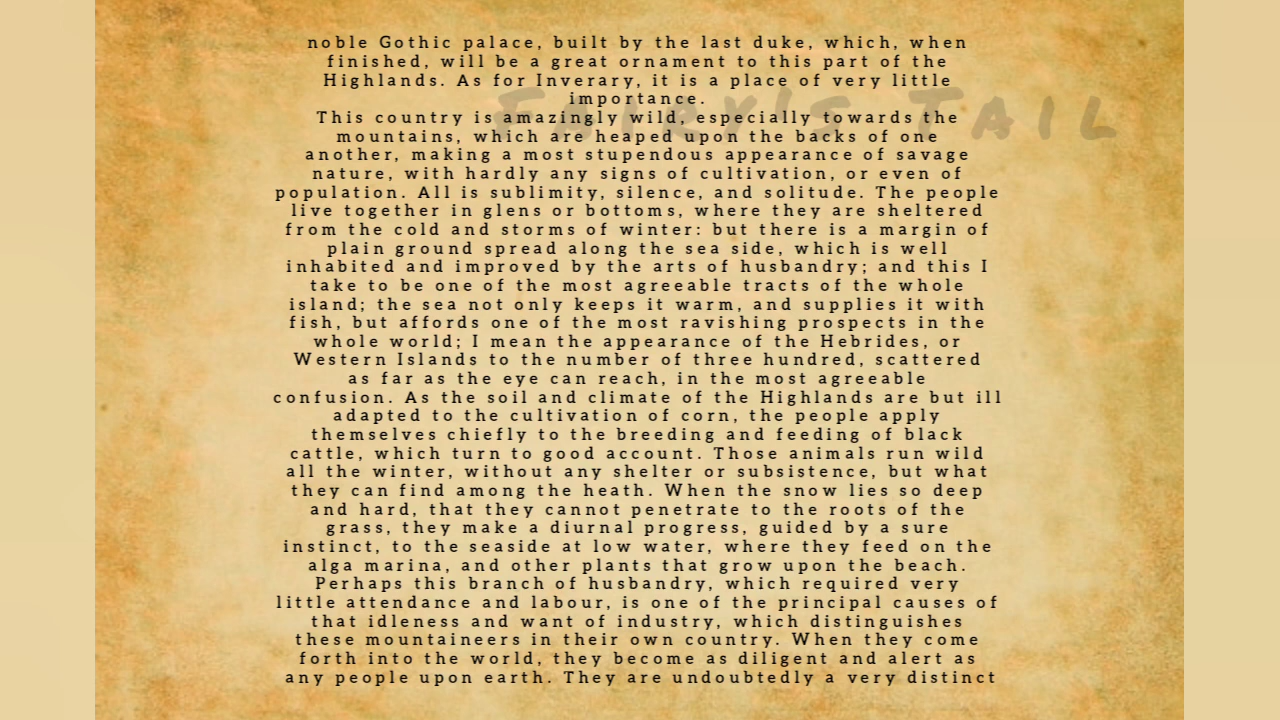 noble Gothic palace, built by the last duke, which, when
finished, will be a great ornament to this part of the
Highlands. As for Inverary, it is a place of very little
importance.
FAIRY'S TAIL
This country is amazingly wild, especially towards the
mountains, which are heaped upon the backs of one
another, making a most stupendous appearance of savage
nature, with hardly any signs of cultivation, or even of
population. All is sublimity, silence, and solitude. The people
live together in glens or bottoms, where they are sheltered
from the cold and storms of winter: but there is a margin of
plain ground spread along the sea side, which is well
inhabited and improved by the arts of husbandry; and this I
take to be one of the most agreeable tracts of the whole
island; the sea not only keeps it warm, and supplies it with
fish, but affords one of the most ravishing prospects in the
whole world; I mean the appearance of the Hebrides, or
Western Islands to the number of three hundred, scattered
as far as the eye can reach, in the most agreeable
confusion. As the soil and climate of the Highlands are but ill
adapted to the cultivation of corn, the people apply
themselves chiefly to the breeding and feeding of black
cattle, which turn to good account. Those animals run wild
all the winter, without any shelter or subsistence, but what
they can find among the heath. When the snow lies so deep
and hard, that they cannot penetrate to the roots of the
grass, they make a diurnal progress, guided by a sure
instinct, to the seaside at low water, where they feed on the
alga marina, and other plants that grow upon the beach.
Perhaps this branch of husbandry, which required very
little attendance and labour, is one of the principal causes of
that idleness and want of industry, which distinguishes
these mountaineers in their own country. When they come
forth into the world, they become as diligent and alert as
any people upon earth. They are undoubtedly a very distinct